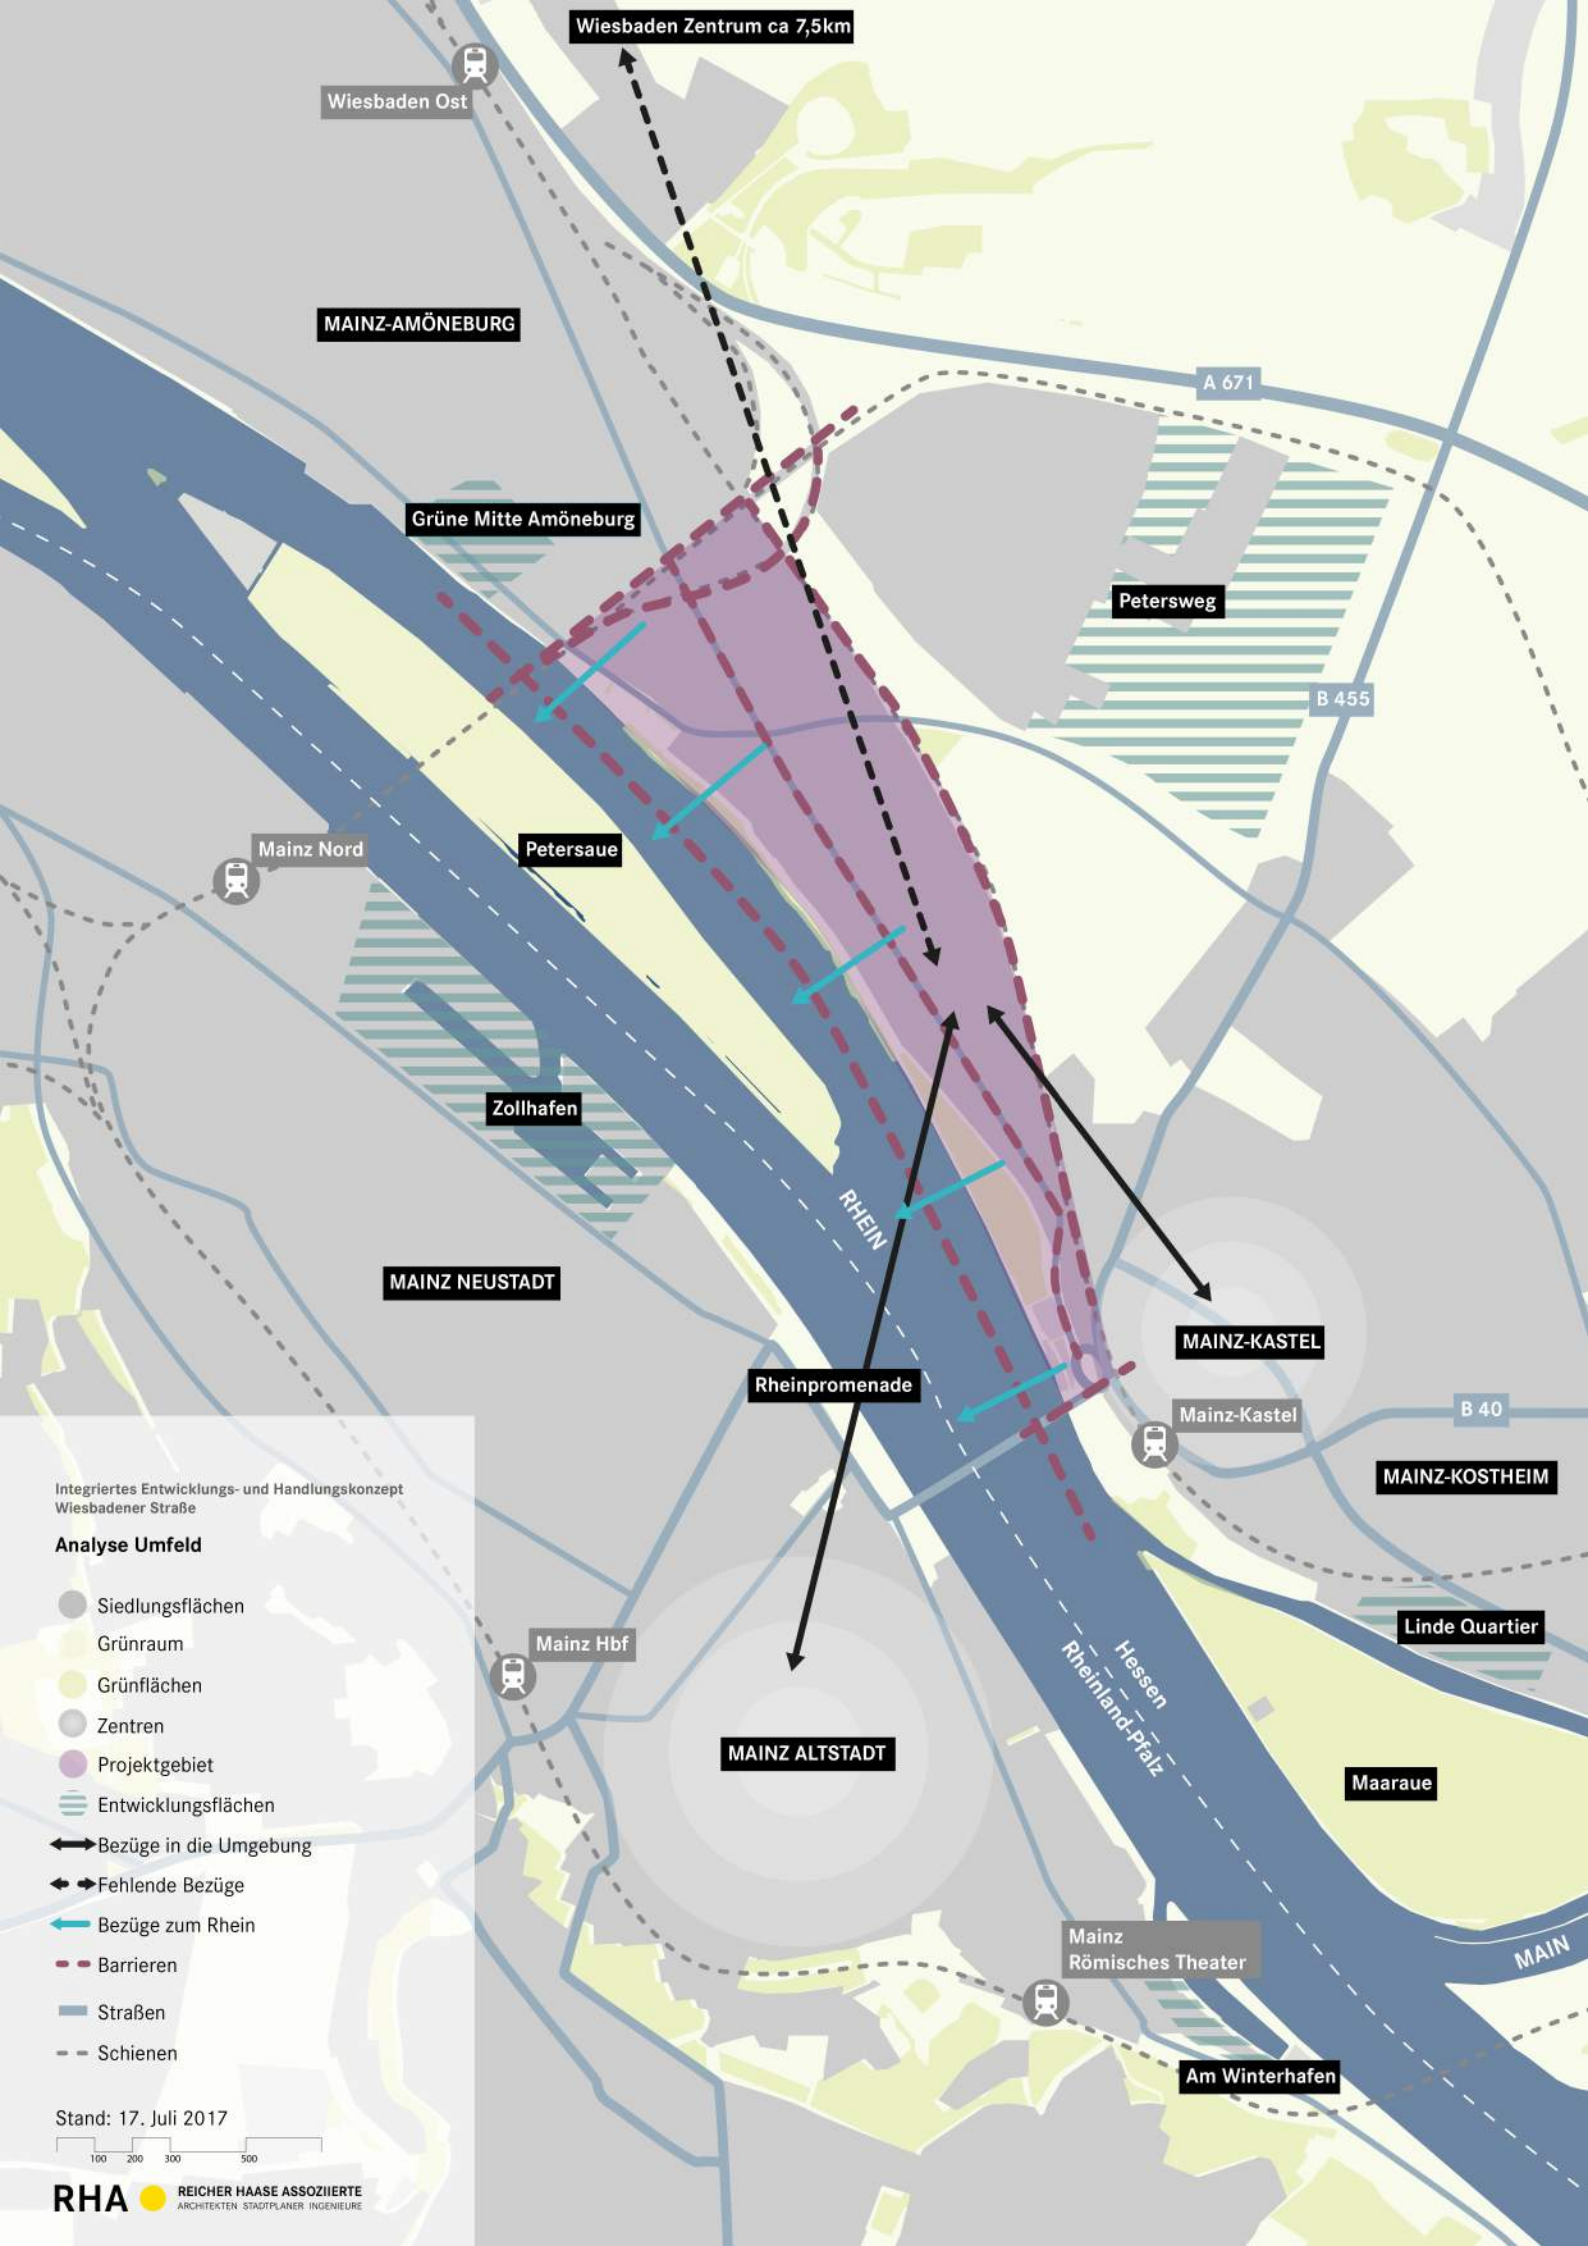 Wiesbaden Zentrum ca 7,5km
Wiesbaden Ost
MAINZ-AMÖNEBURG
A 671
Grüne Mitte Amöneburg
Petersweg
B 455
Mainz Nord
Petersaue
Zollhafen
RHEIN
MAINZ NEUSTADT
MAINZ-KASTEL
Rheinpromenade
Mainz-Kastel
B 40
MAINZ-KOSTHEIM
Linde Quartier
Mainz Hbf
Hessen
Rheinland-Pfalz
MAINZ ALTSTADT
Maaraue
Mainz
Römisches Theater
MAIN
Am Winterhafen
Integriertes Entwicklungs- und Handlungskonzept
Wiesbadener Straße
Analyse Umfeld
Siedlungsflächen
Grünraum
Grünflächen
Zentren
Projektgebiet
Entwicklungsflächen
Bezüge in die Umgebung
Fehlende Bezüge
Bezüge zum Rhein
Barrieren
Straßen
Schienen
Stand: 17. Juli 2017
100 200 300 500
RHA REICHER HAASE ASSOZIIERTE
ARCHITEKTEN STADTPLANER INGENIEURE